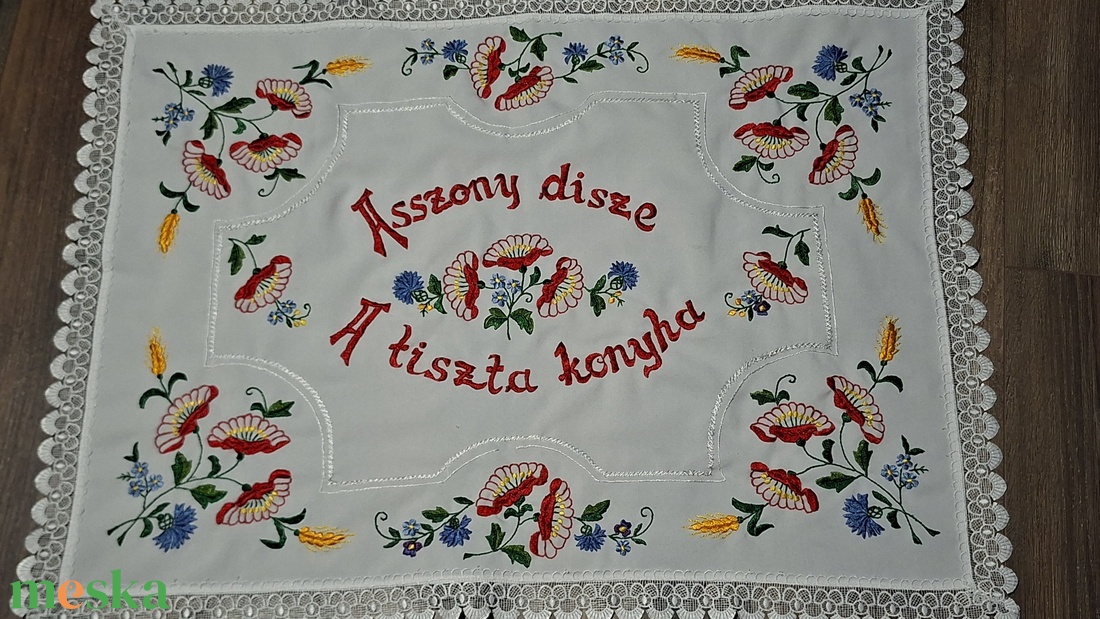 Asszony disze
A tiszta konyha
meska